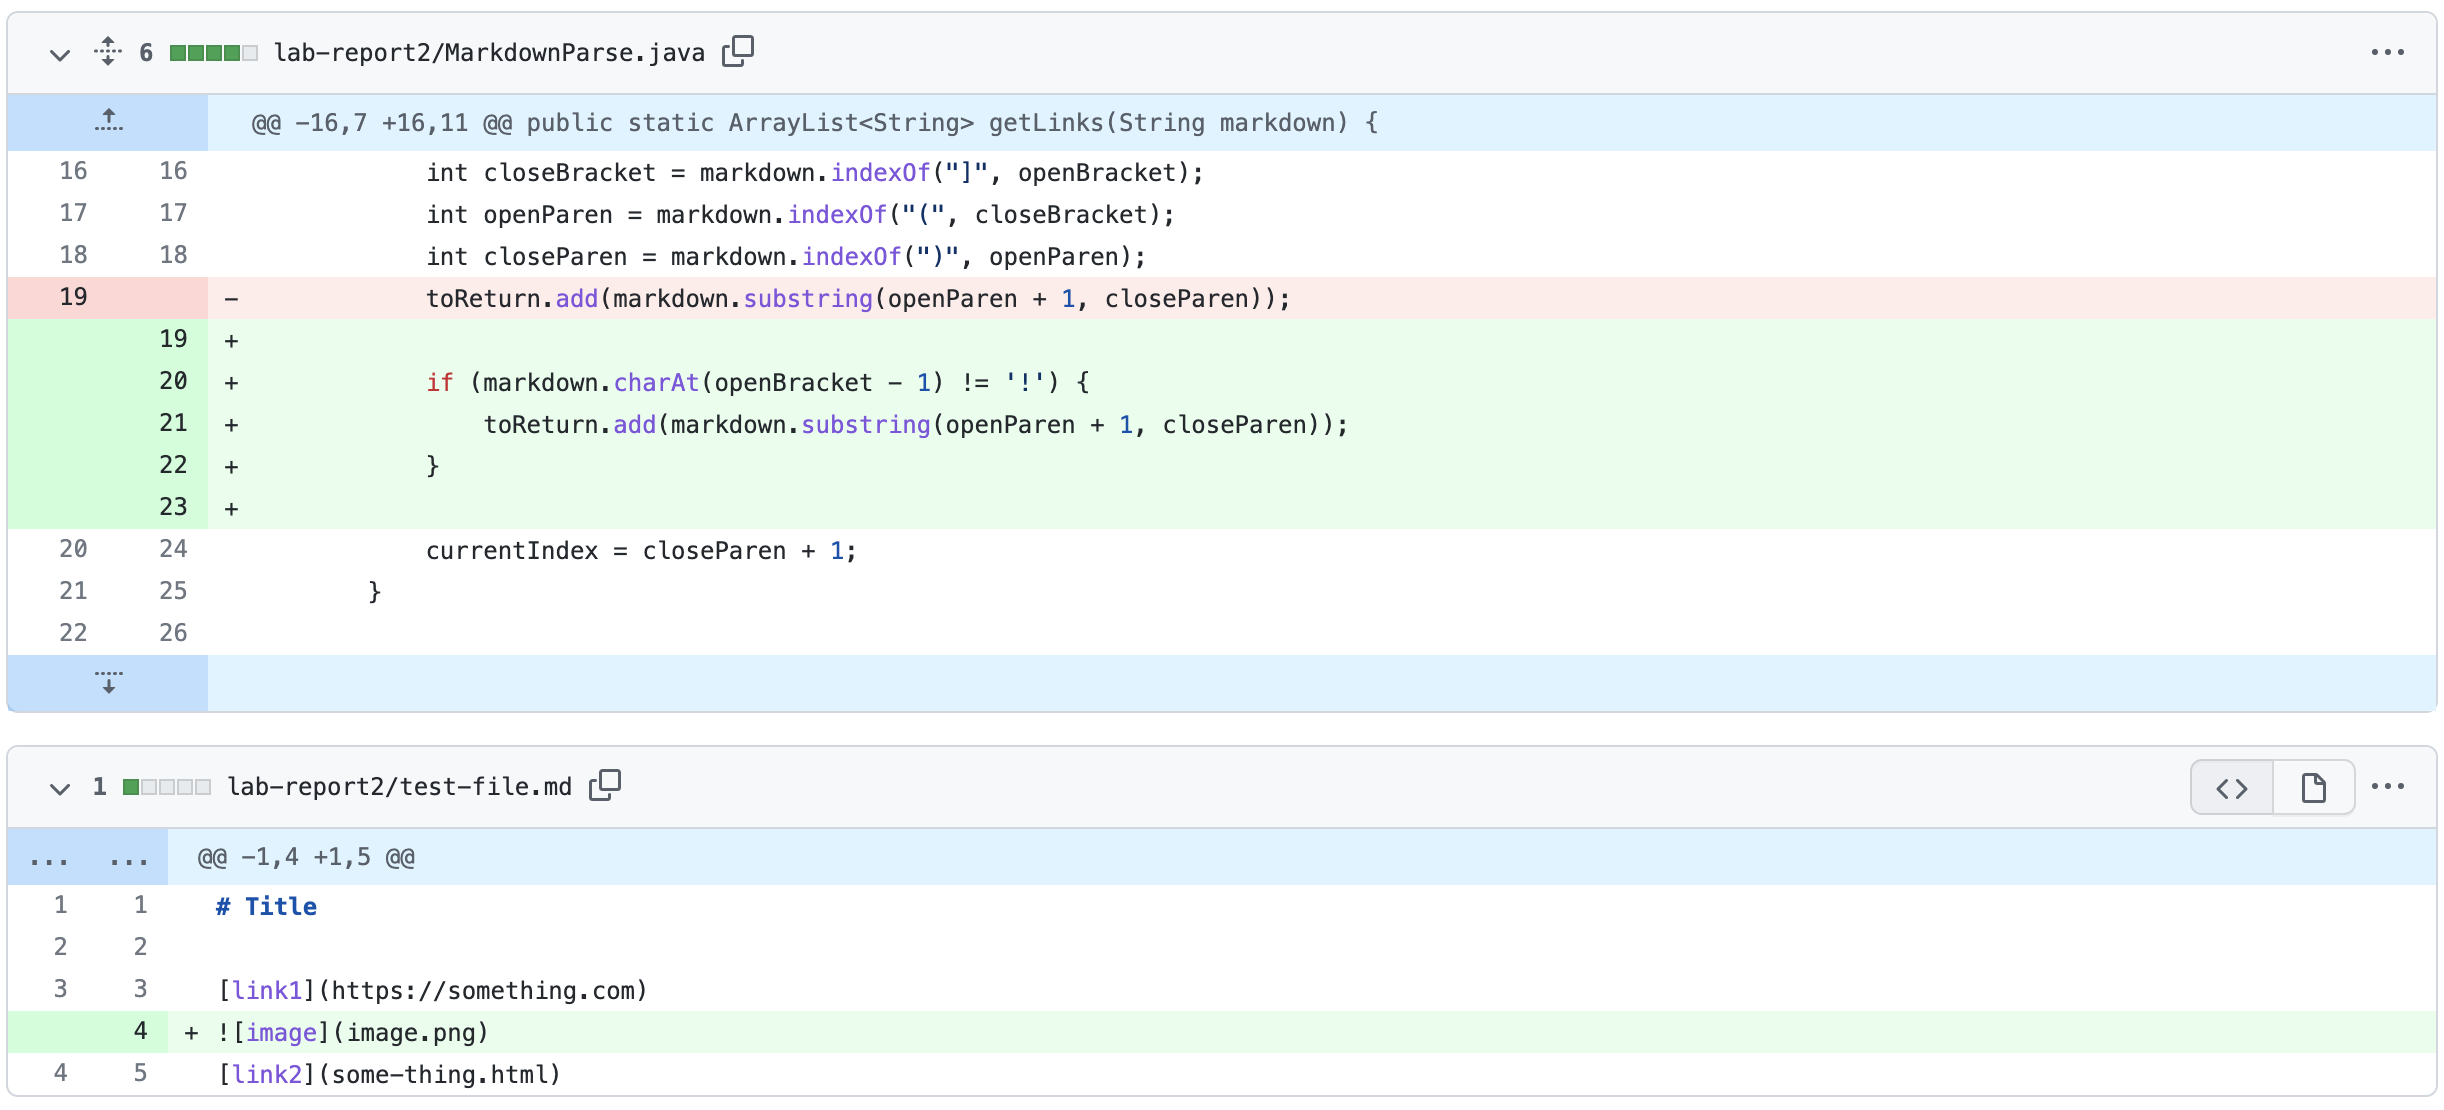 6 lab-report2/MarkdownParse.java
@@ -16,7 +16,11 @@ public static ArrayList<String> getLinks(String markdown) {
16 16 int closeBracket = markdown.indexOf("]", openBracket);
17 17 int openParen = markdown.indexOf("(", closeBracket);
18 18 int closeParen = markdown.indexOf(")", openParen);
19 - toReturn.add(markdown.substring(openParen + 1, closeParen));
19 +
20 + if (markdown.charAt(openBracket - 1) != '!') {
21 + toReturn.add(markdown.substring(openParen + 1, closeParen));
22 + }
23 +
20 24 currentIndex = closeParen + 1;
21 25 }
22 26
1 lab-report2/test-file.md
... ... @@ -1,4 +1,5 @@
1 1 # Title
2 2
3 3 [link1](https://something.com)
4 + ![image](image.png)
4 5 [link2](some-thing.html)